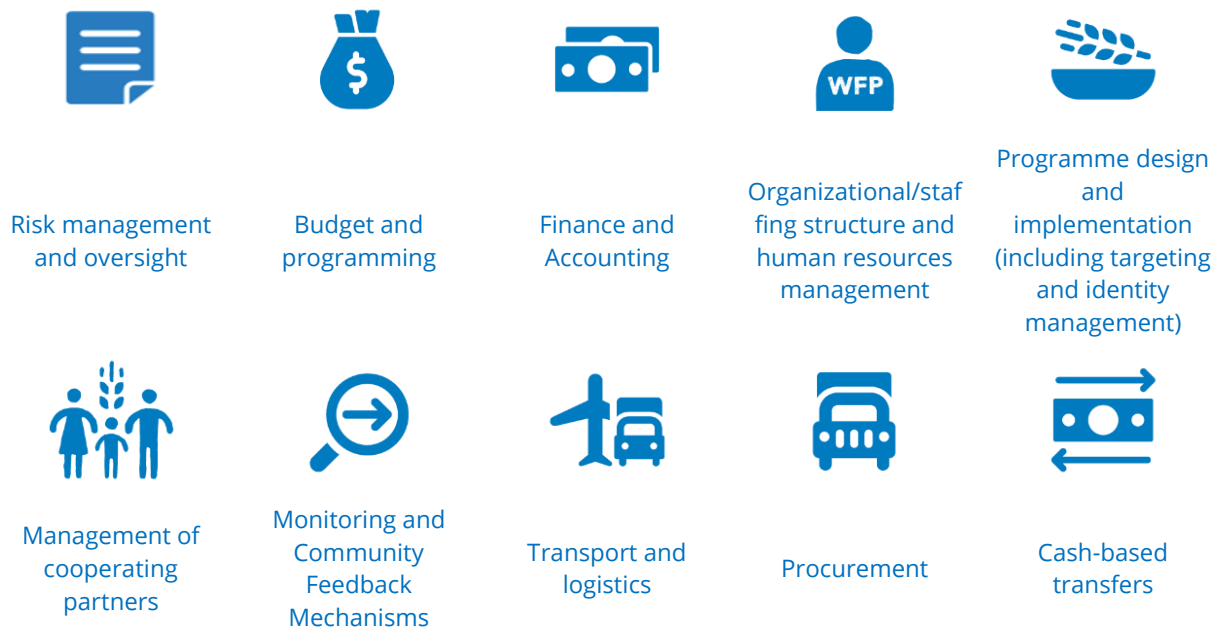 $
WFP
Risk management
and oversight
Budget and
programming
Finance and
Accounting
Organizational/staf
fing structure and
human resources
management
Programme design
and
implementation
(including targeting
and identity
management)
Management of
cooperating
partners
Monitoring and
Community
Feedback
Mechanisms
Transport and
logistics
Procurement
Cash-based
transfers